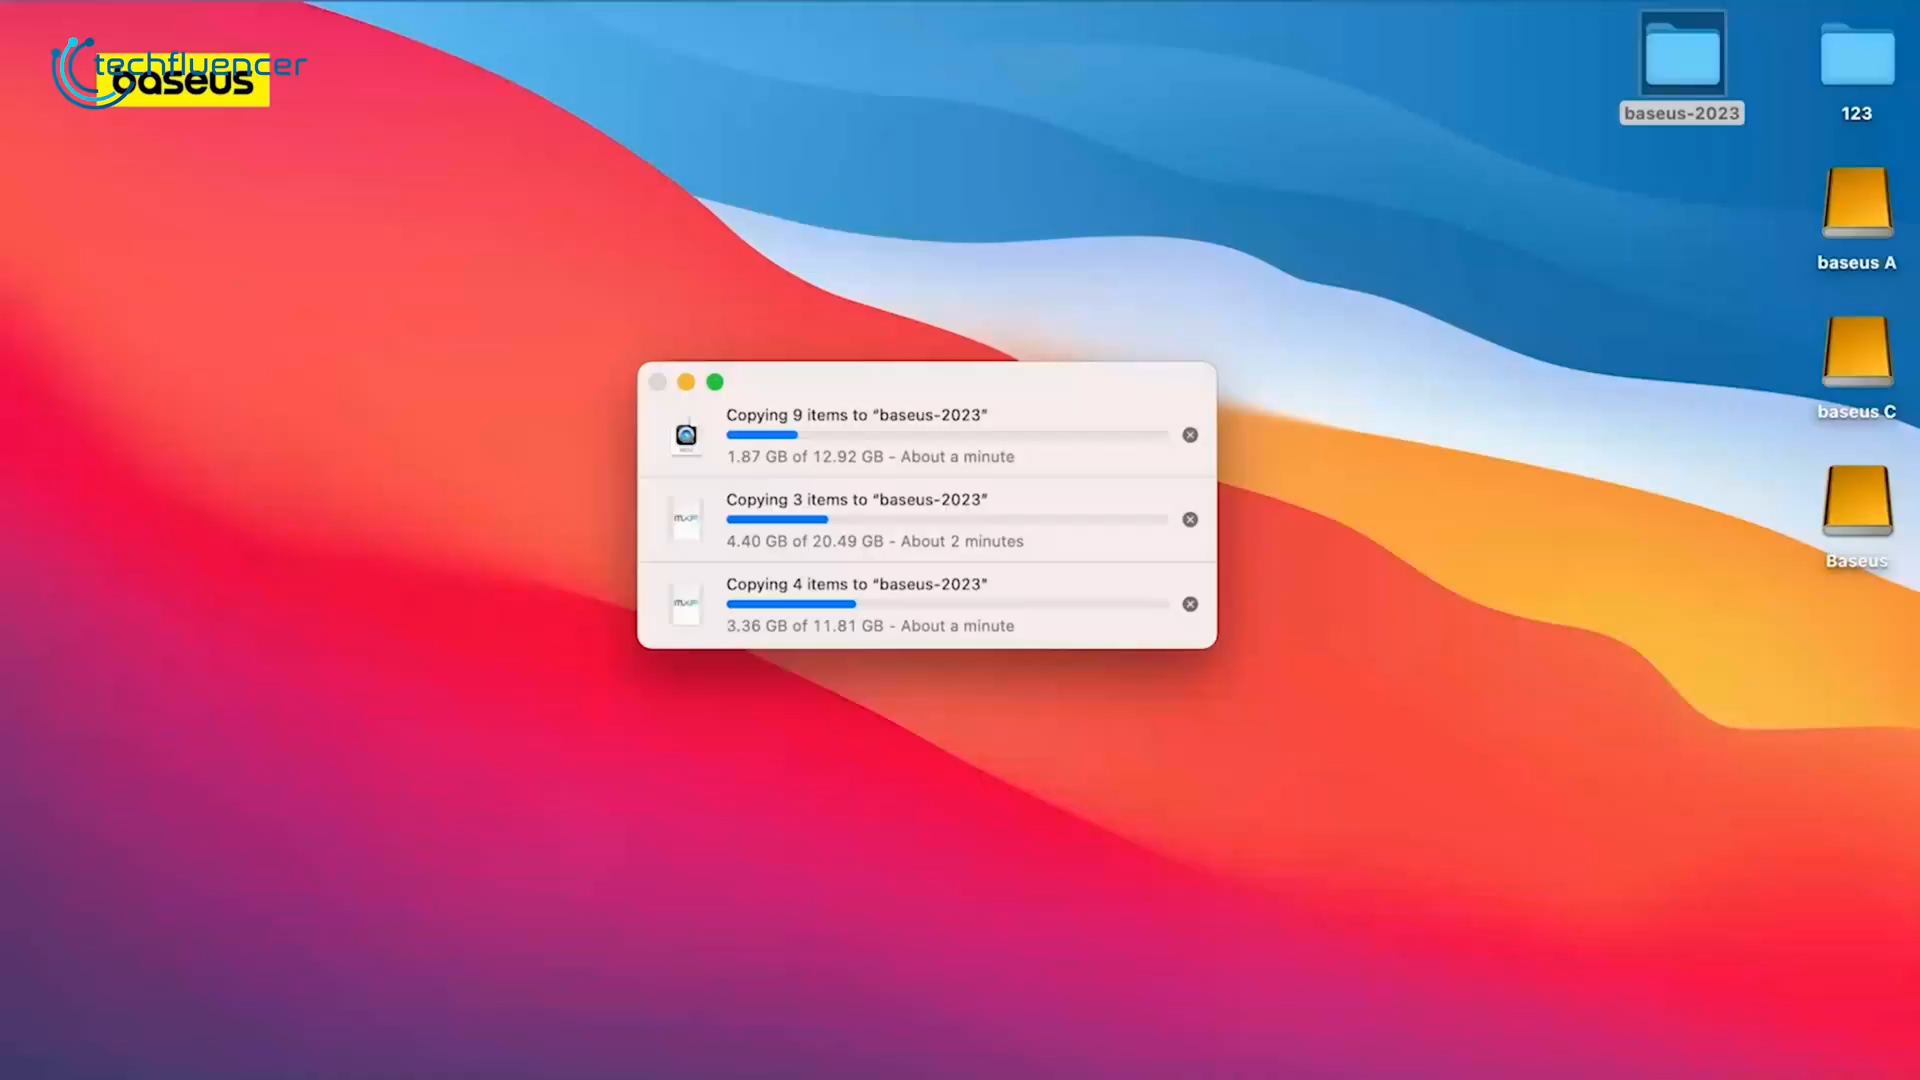 techfluencer
baseus
baseus-2023
123
baseus A
baseus C
Baseus
Copying 9 items to “baseus-2023”
1.87 GB of 12.92 GB - About a minute
Copying 3 items to “baseus-2023”
4.40 GB of 20.49 GB - About 2 minutes
Copying 4 items to “baseus-2023”
3.36 GB of 11.81 GB - About a minute